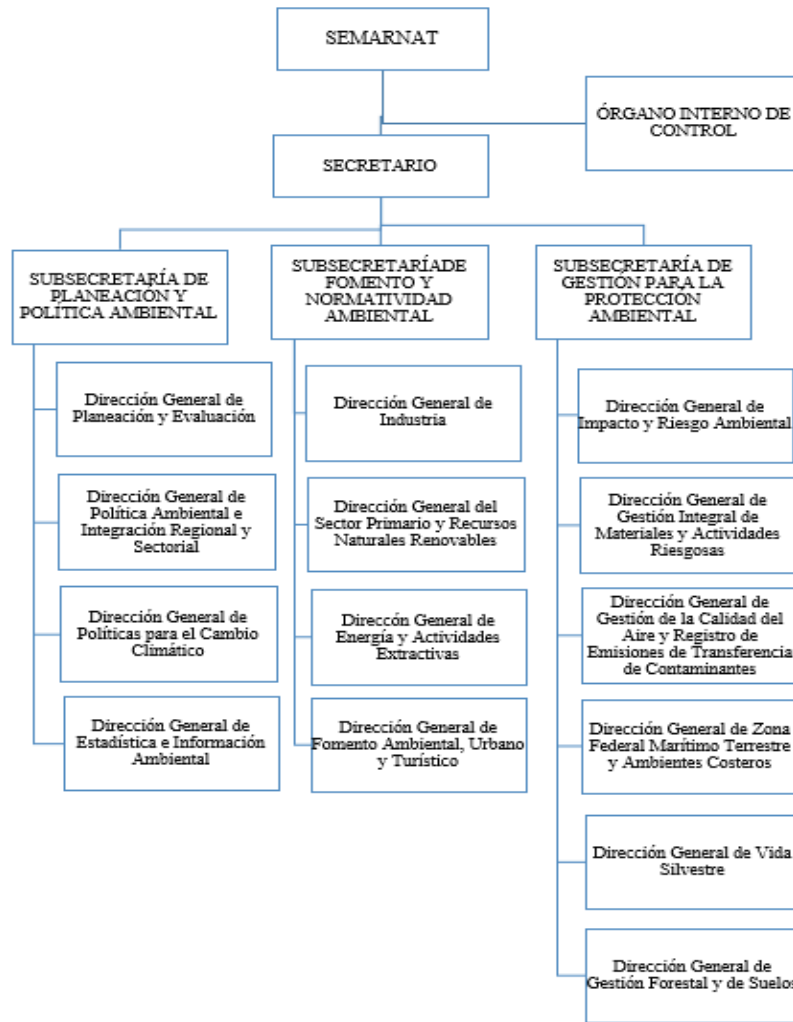 SEMARNAT
ÓRGANO INTERNO DE
CONTROL
SECRETARIO
SUBSECRETARÍA DE
PLANEACIÓN Y
POLÍTICA AMBIENTAL
Dirección General de
Planeación y Evaluación
Dirección General de
Política Ambiental e
Integración Regional y
Sectorial
Dirección General de
Políticas para el Cambio
Climático
Dirección General de
Estadística e Información
Ambiental
SUBSECRETARÍADE
FOMENTO Y
NORMATIVIDAD
AMBIENTAL
Dirección General de
Industria
Dirección General del
Sector Primario y Recursos
Naturales Renovables
Direccón General de
Energía y Actividades
Extractivas
Dirección General de
Fomento Ambiental, Urbano
y Turístico
SUBSECRETARÍA DE
GESTIÓN PARA LA
PROTECCIÓN
AMBIENTAL
Dirección General de
Impacto y Riesgo Ambiental
Dirección General de
Gestión Integral de
Materiales y Actividades
Riesgosas
Dirección General de
Gestión de la Calidad del
Aire y Registro de
Emisiones de Transferencia
de Contaminantes
Dirección General de Zona
Federal Marítimo Terrestre
y Ambientes Costeros
Dirección General de Vida
Silvestre
Dirección General de
Gestión Forestal y de Suelos